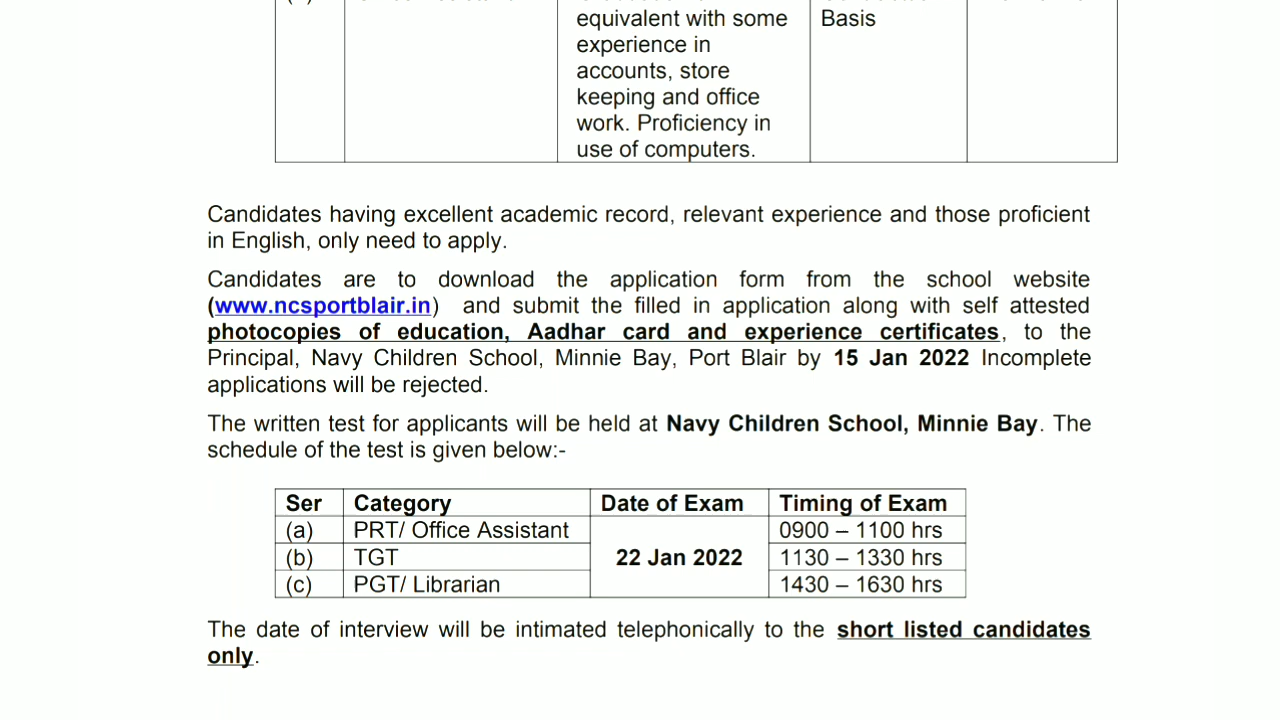 equivalent with some
experience in
accounts, store
keeping and office
work. Proficiency in
use of computers.
Basis
Candidates having excellent academic record, relevant experience and those proficient
in English, only need to apply.
Candidates are to download the application form from the school website
(www.ncsportblair.in) and submit the filled in application along with self attested
photocopies of education, Aadhar card and experience certificates, to the
Principal, Navy Children School, Minnie Bay, Port Blair by 15 Jan 2022 Incomplete
applications will be rejected.
The written test for applicants will be held at Navy Children School, Minnie Bay. The
schedule of the test is given below:-
Ser Category Date of Exam Timing of Exam
(a) PRT/ Office Assistant 0900 – 1100 hrs
(b) TGT 22 Jan 2022 1130 – 1330 hrs
(c) PGT/ Librarian 1430 – 1630 hrs
The date of interview will be intimated telephonically to the short listed candidates
only.